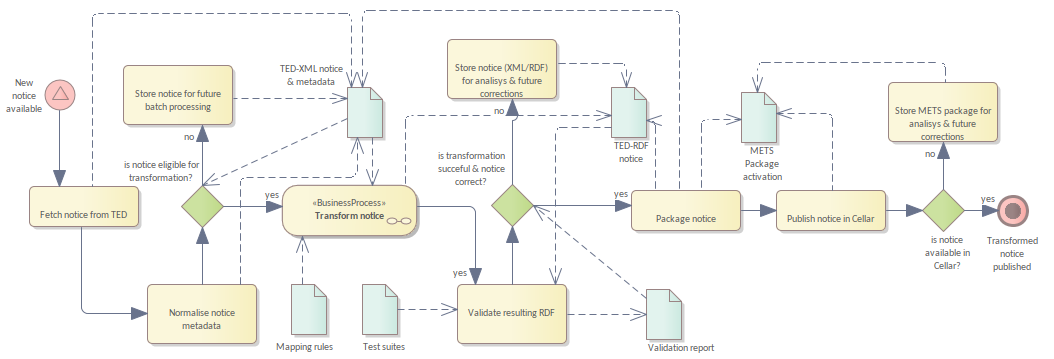 New
notice
available
Fetch notice from TED
Store notice for future
batch processing
no
is notice eligible for
transformation?
yes
Normalise notice
metadata
TED-XML notice
& metadata
«BusinessProcess»
Transform notice
Mapping rules
Test suites
yes
Validate resulting RDF
is transformation
succeful & notice
correct?
no
Store notice (XML/RDF)
for analisys & future
corrections
TED-RDF
notice
yes
Package notice
Validation report
METS
Package
activation
Publish notice in Cellar
Store METS package for
analisys & future
corrections
no
is notice
available in
Cellar?
yes
Transformed
notice
published